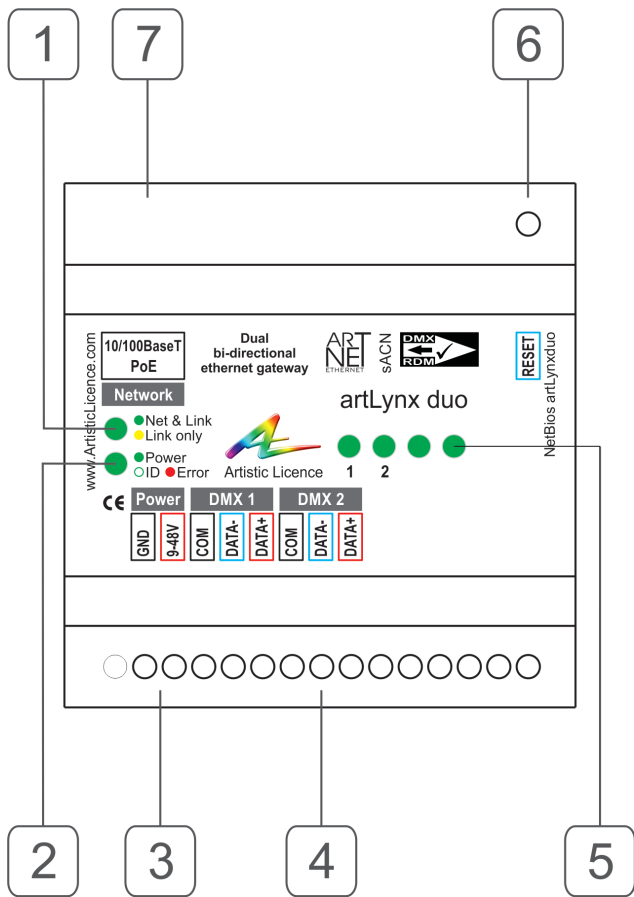 1
7
6
www.ArtisticLicence.com
10/100BaseT
PoE
Network
Net & Link
Link only
Power
ID Error
Dual
bi-directional
ethernet gateway
ART
NET
ETHERNET
sACN
DMX
RDM
artLynx duo
RESET
NetBios artLynxduo
Artistic Licence
1 2
CE Power DMX 1 DMX 2
GND 9-48V COM DATA- DATA+ COM DATA- DATA+
2
3
4
5